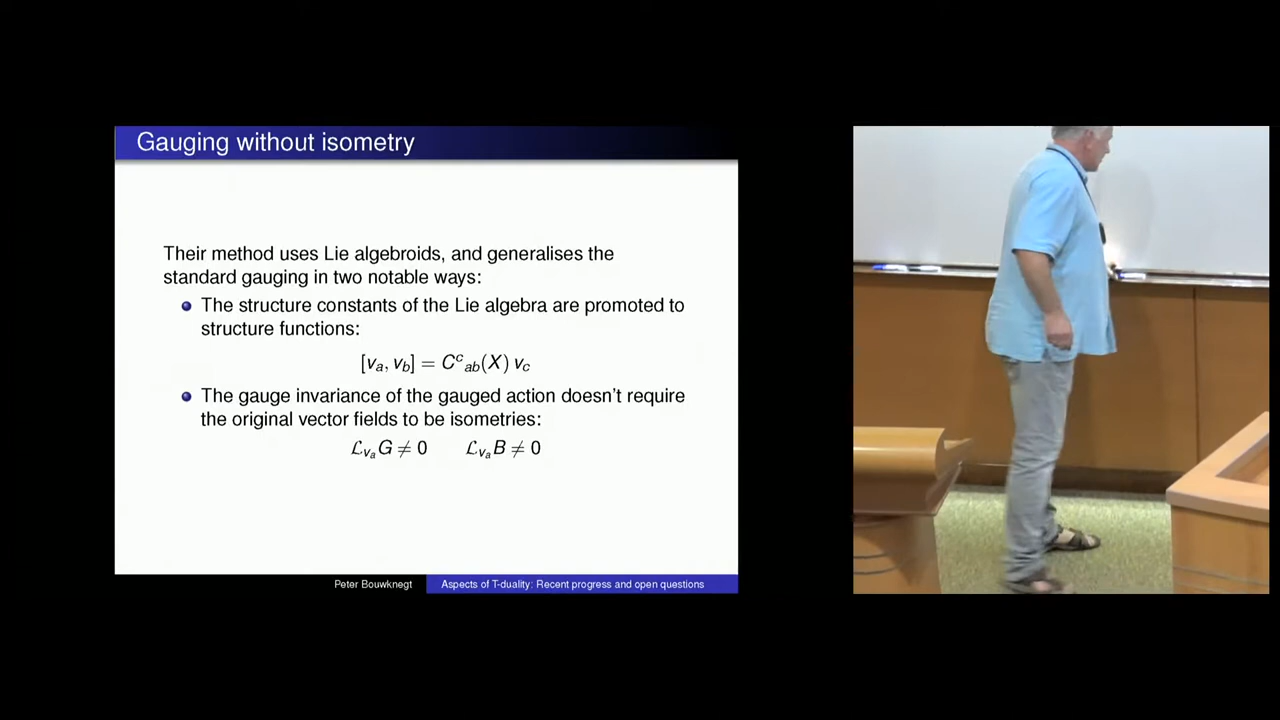 Gauging without isometry
Their method uses Lie algebroids, and generalises the
standard gauging in two notable ways:
The structure constants of the Lie algebra are promoted to
structure functions:
[v_a, v_b] = C^c_{ab}(X) v_c
The gauge invariance of the gauged action doesn't require
the original vector fields to be isometries:
ℒ_{v_a} G ≠ 0 ℒ_{v_a} B ≠ 0
Peter Bouwknegt Aspects of T-duality: Recent progress and open questions